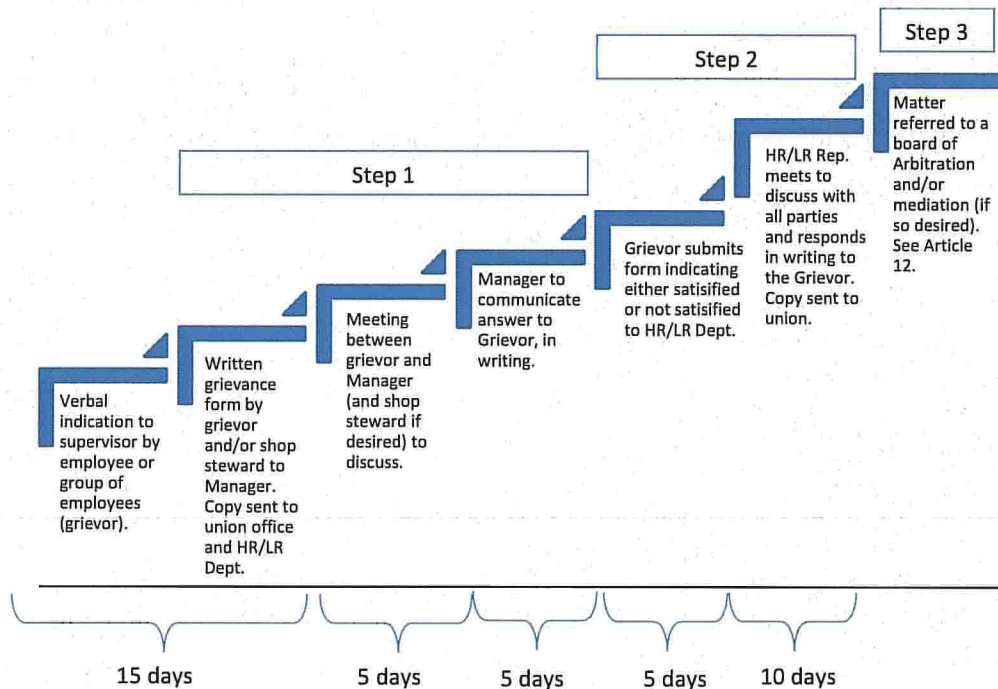 Step 1
Step 2
Step 3
Verbal
indication to
supervisor by
employee or
group of
employees
(grievor).
Written
grievance
form by
grievor
and/or shop
steward to
Manager.
Copy sent to
union office
and HR/LR
Dept.
Meeting
between
grievor and
Manager
(and shop
steward if
desired) to
discuss.
Manager to
communicate
answer to
Grievor, in
writing.
Grievor submits
form indicating
either satisified
or not satisified
to HR/LR Dept.
HR/LR Rep.
meets to
discuss with
all parties
and responds
in writing to
the Grievor.
Copy sent to
union.
Matter
referred to a
board of
Arbitration
and/or
mediation (if
so desired).
See Article
12.
15 days
5 days
5 days
5 days
10 days